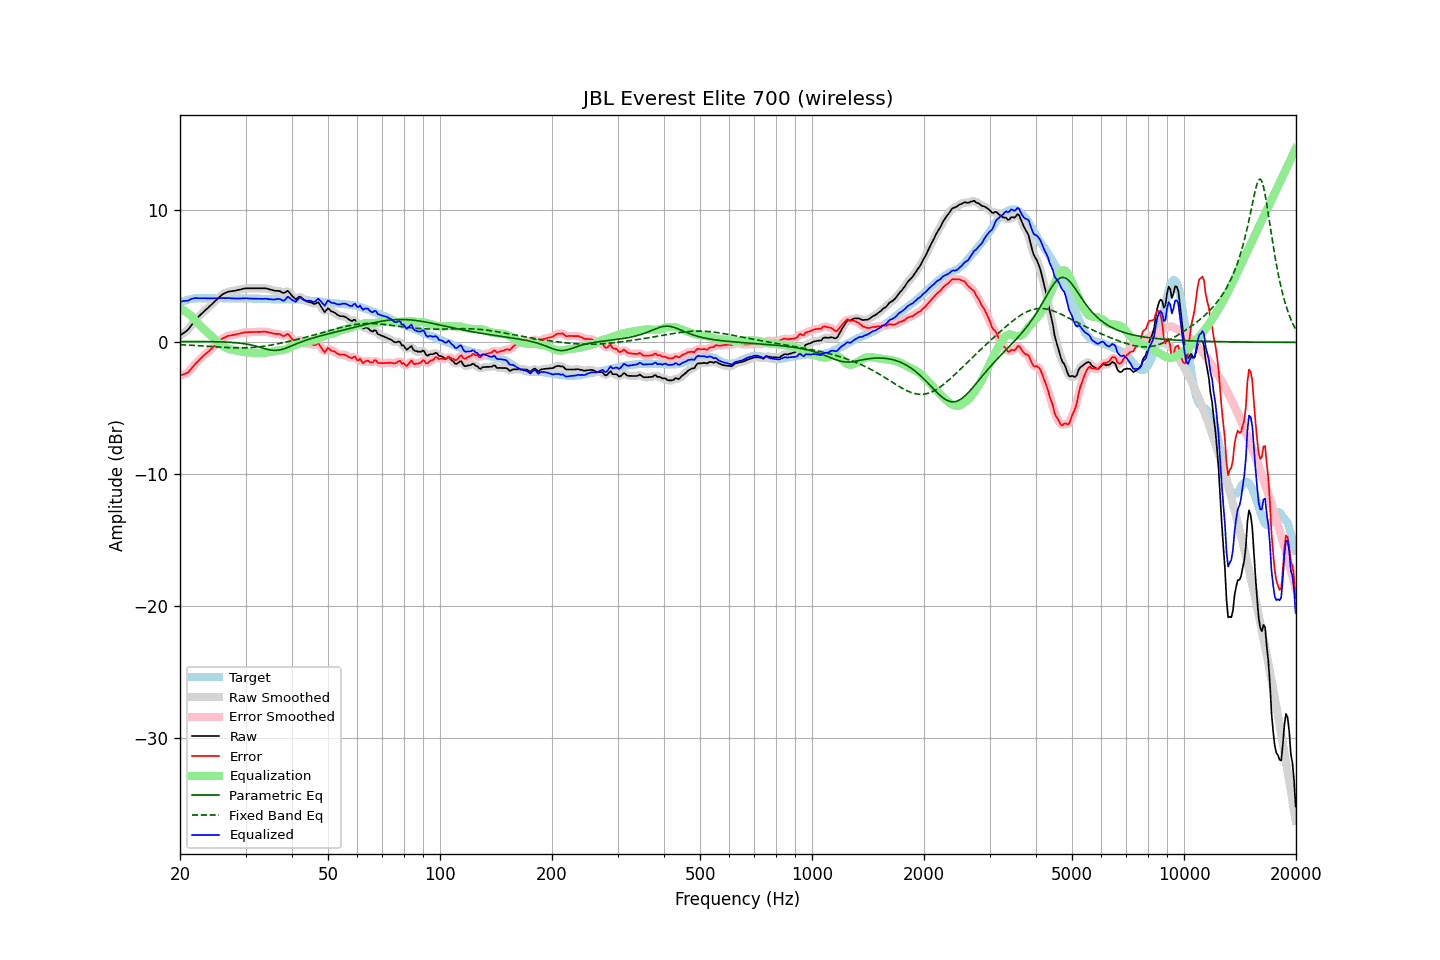 JBL Everest Elite 700 (wireless)
10
0
−10
−20
−30
Amplitude (dBr)
Target
Raw Smoothed
Error Smoothed
Raw
Error
Equalization
Parametric Eq
Fixed Band Eq
Equalized
20 50 100 200 500 1000 2000 5000 10000 20000
Frequency (Hz)